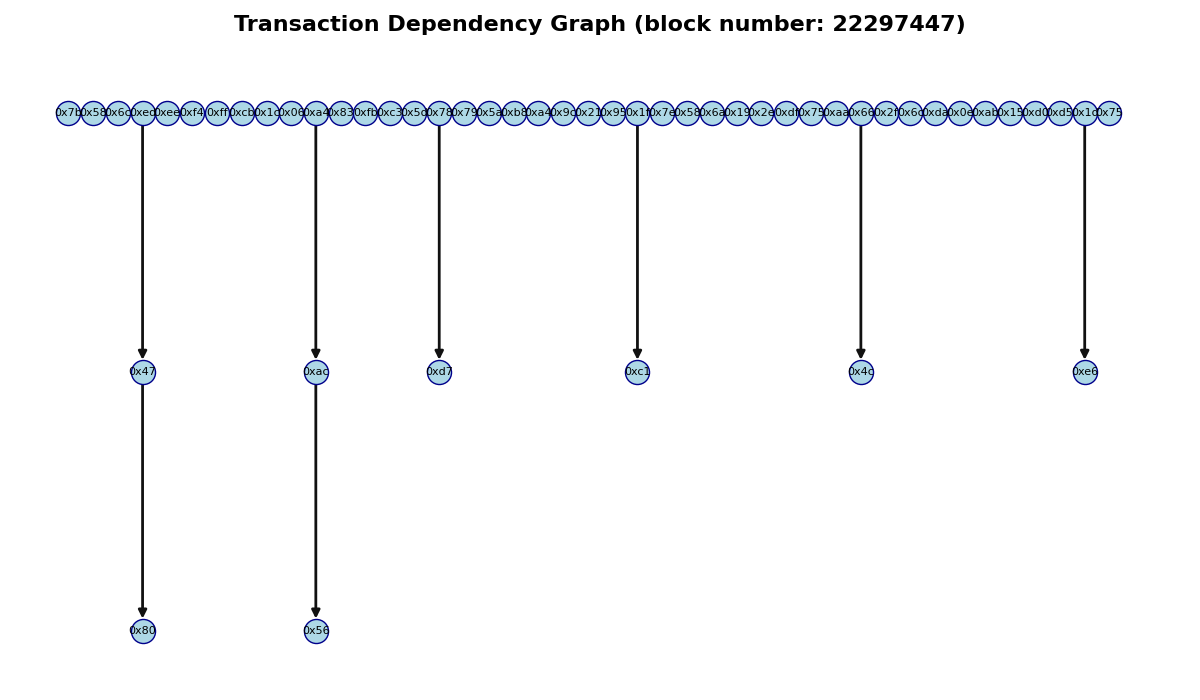 Transaction Dependency Graph (block number: 22297447)
0x7b 0x58 0x6c 0xed 0xee 0xf4 0xff 0xcb 0x1c 0x06 0xa4 0x83 0xfb 0xc3 0x5c 0x78 0x79 0x5a 0xb8 0xa4 0x9c 0x21 0x95 0x1f 0x7e 0x58 0x6a 0x19 0x2e 0xdf 0x75 0xaa 0x66 0x2f 0x6c 0xda 0x0e 0xab 0x15 0xd0 0xd5 0x1c 0x75
0x47 0xac 0xd7 0xc1 0x4c 0xe6
0x80 0x56